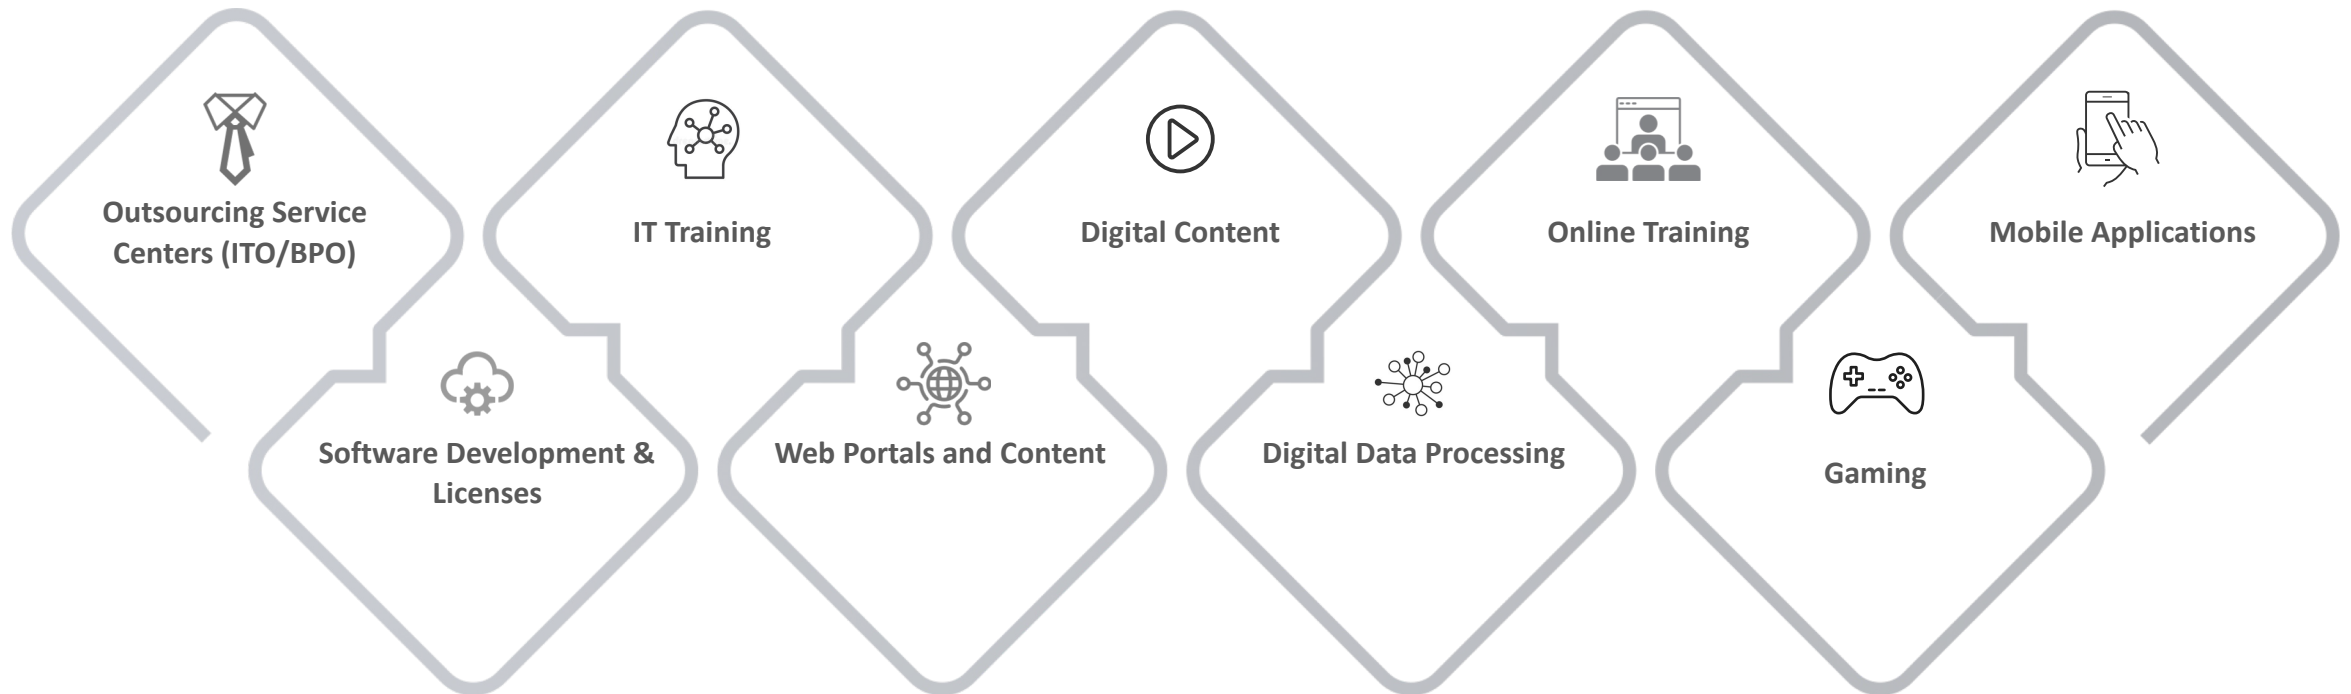 Outsourcing Service
Centers (ITO/BPO)
IT Training
Digital Content
Online Training
Mobile Applications
Software Development &
Licenses
Web Portals and Content
Digital Data Processing
Gaming